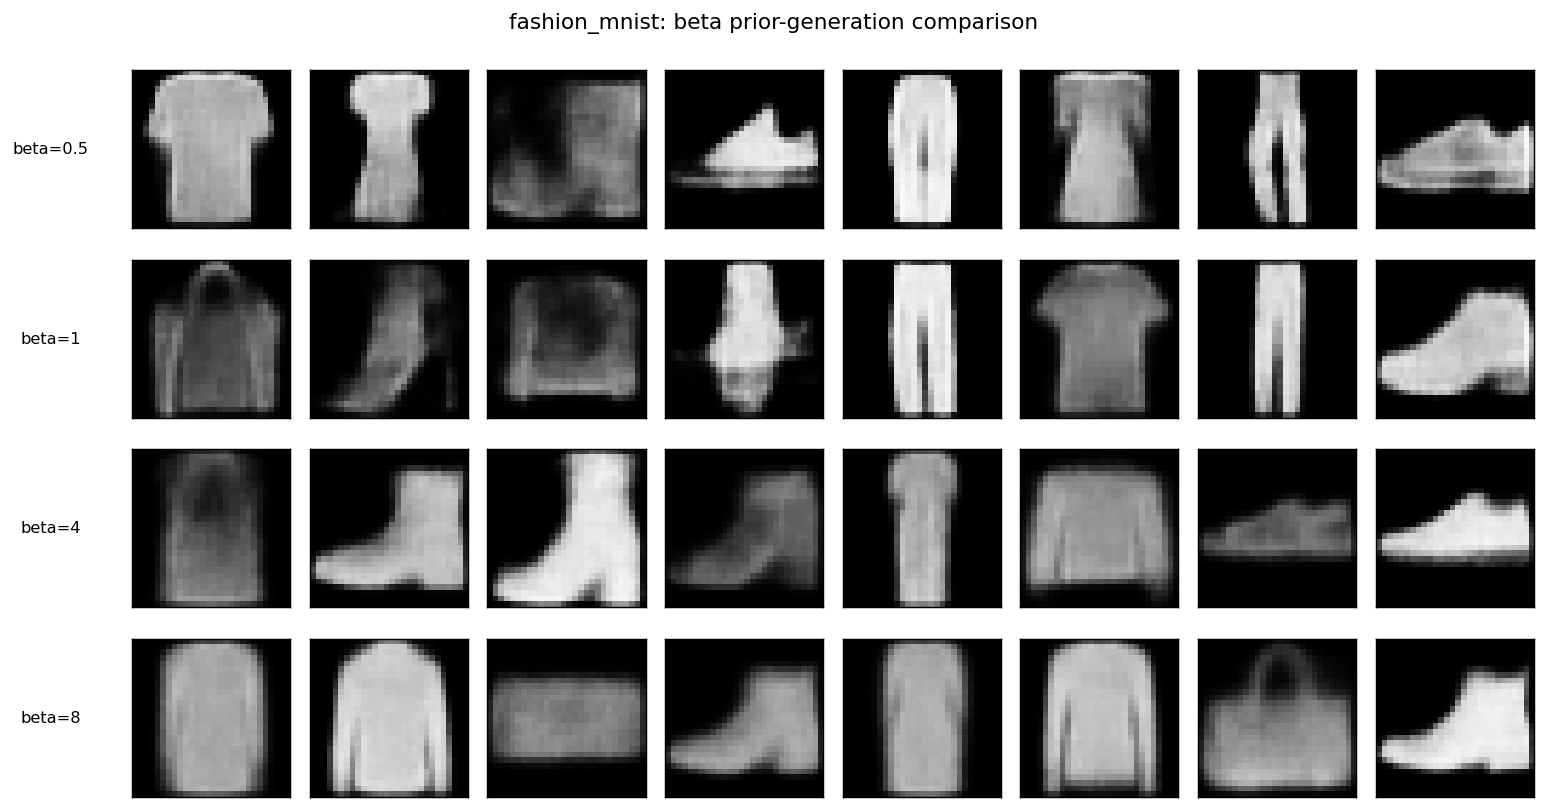 fashion_mnist: beta prior-generation comparison
beta=0.5
beta=1
beta=4
beta=8